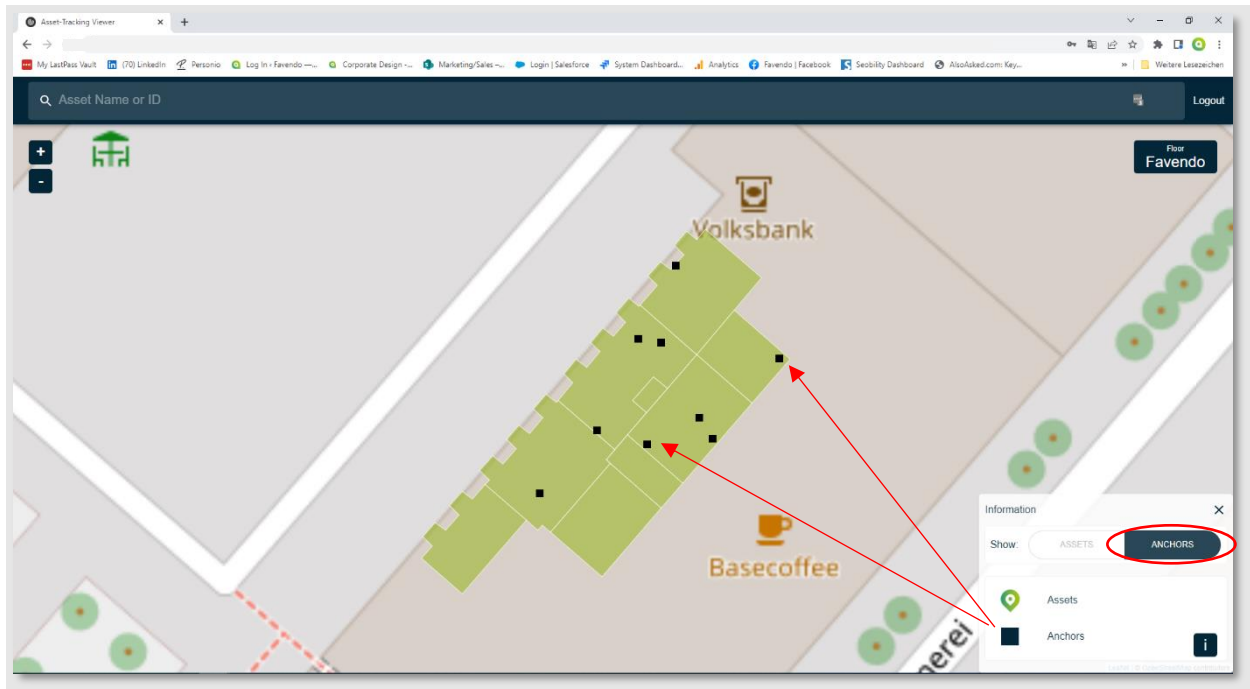 Asset-Tracking Viewer
My LastPass Vault (70) LinkedIn Personio Log In ‹ Favendo —... Corporate Design -... Marketing/Sales –... Login | Salesforce System Dashboard... Analytics Favendo | Facebook Seobility Dashboard AlsoAsked.com: Key... » Weitere Lesezeichen
Asset Name or ID Logout
+
-
Floor
Favendo
Volksbank
Basecoffee
Information
Show: ASSETS ANCHORS
Assets
Anchors
i